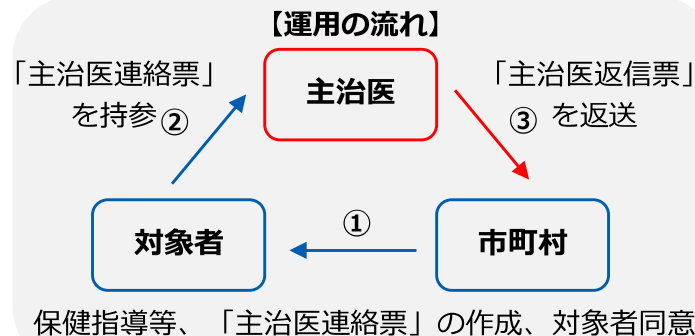 【運用の流れ】
「主治医連絡票」
を持参②
主治医
「主治医返信票」
③ を返送
対象者
①
市町村
保健指導等、「主治医連絡票」の作成、対象者同意